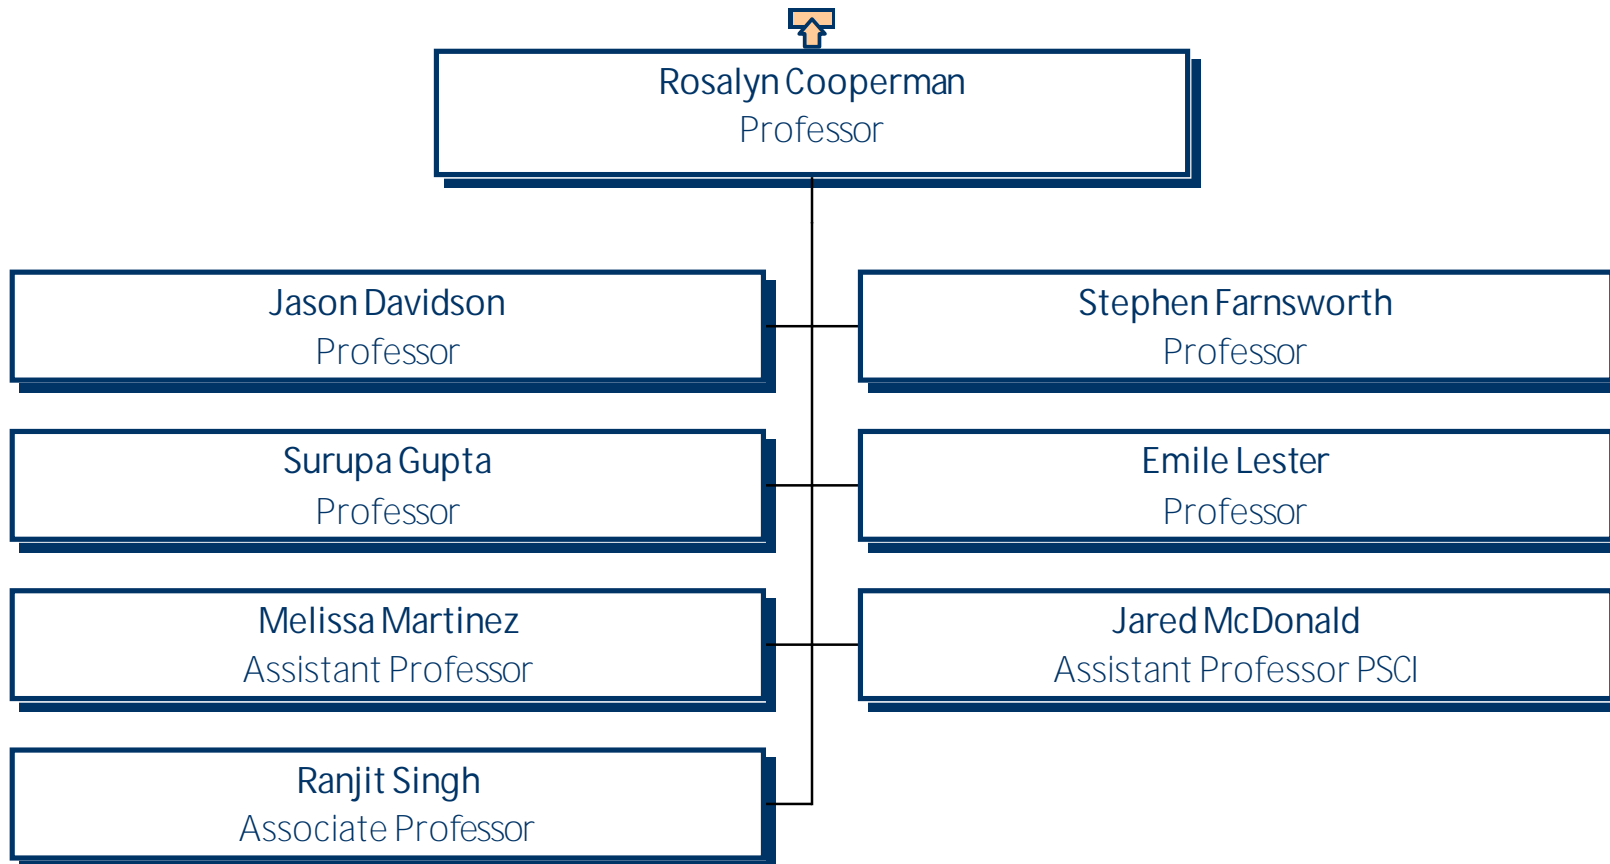 Rosalyn Cooperman
Professor
Jason Davidson
Professor
Stephen Farnsworth
Professor
Surupa Gupta
Professor
Emile Lester
Professor
Melissa Martinez
Assistant Professor
Jared McDonald
Assistant Professor PSCI
Ranjit Singh
Associate Professor